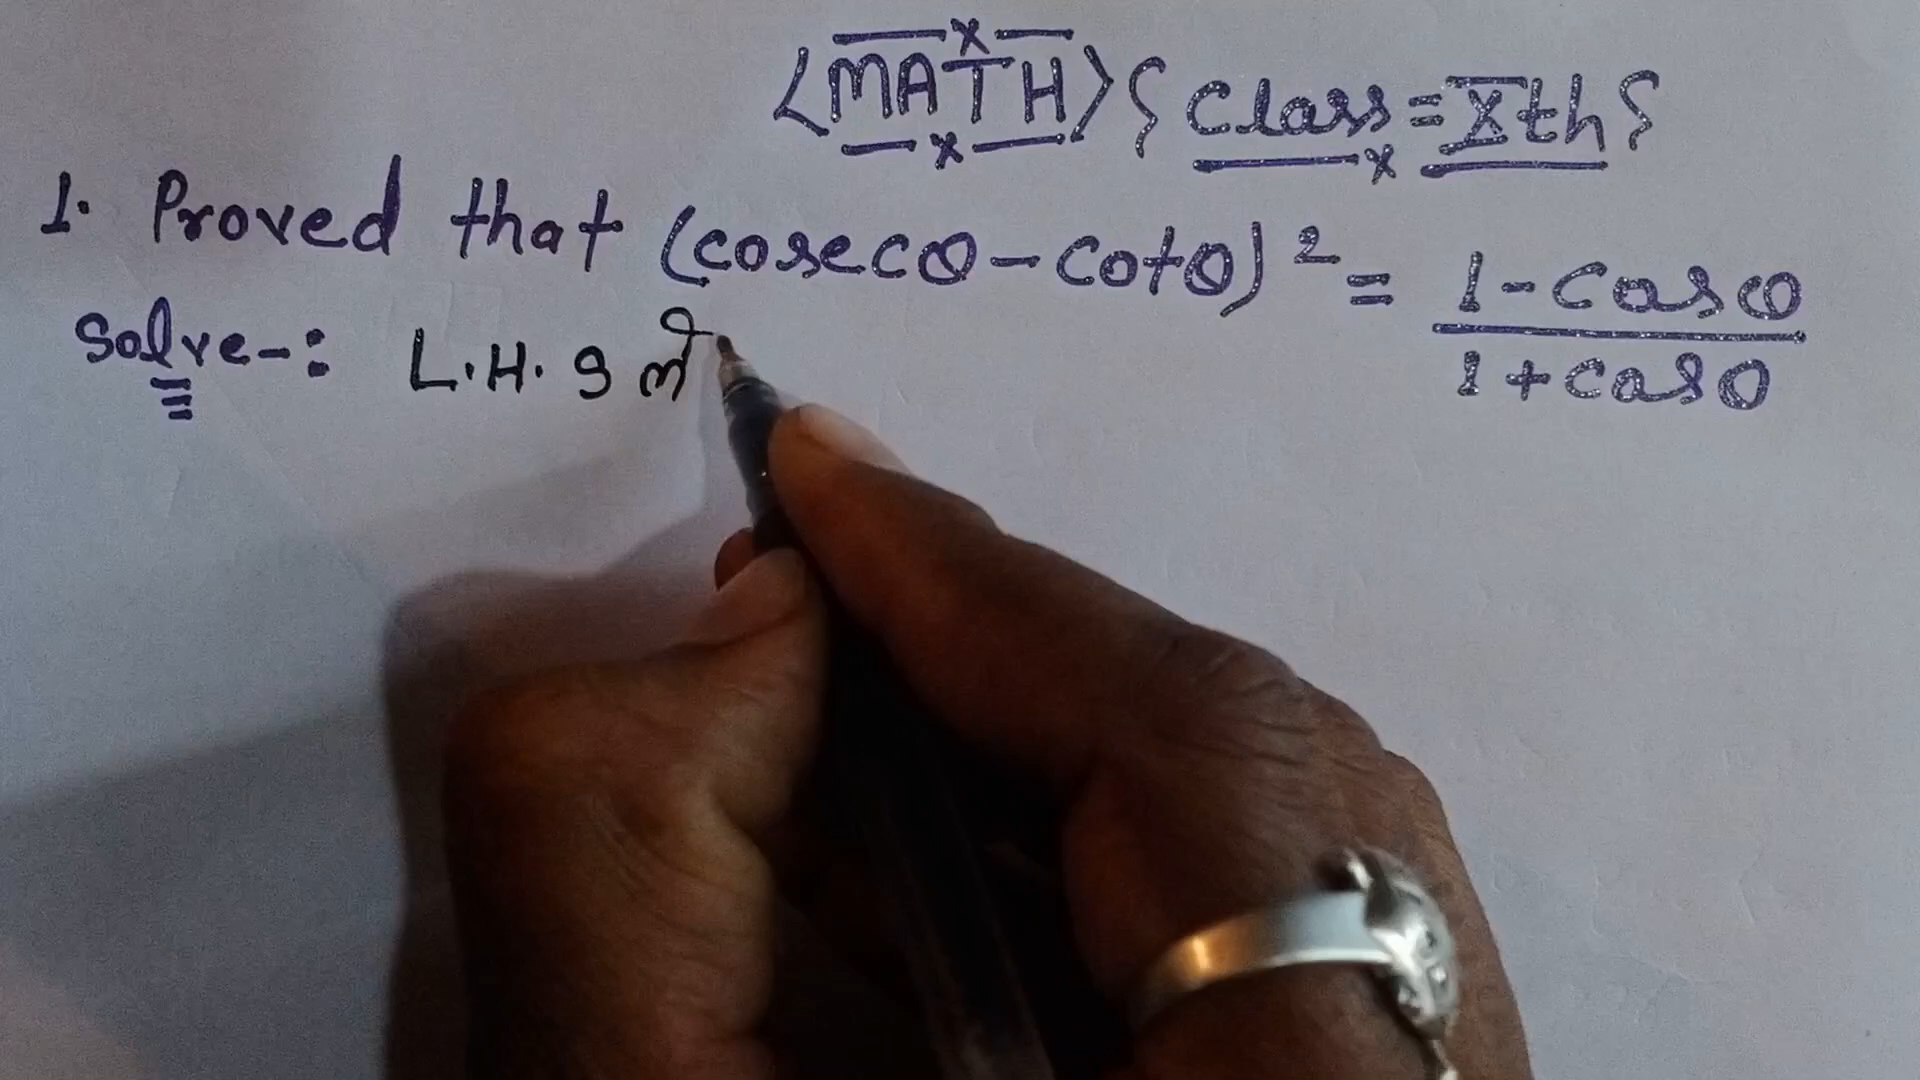 <MATH> { Class = Xth }
1. Proved that (cosecθ - cotθ)² = 1 - cosθ / 1 + cosθ
Solve-: L.H.S